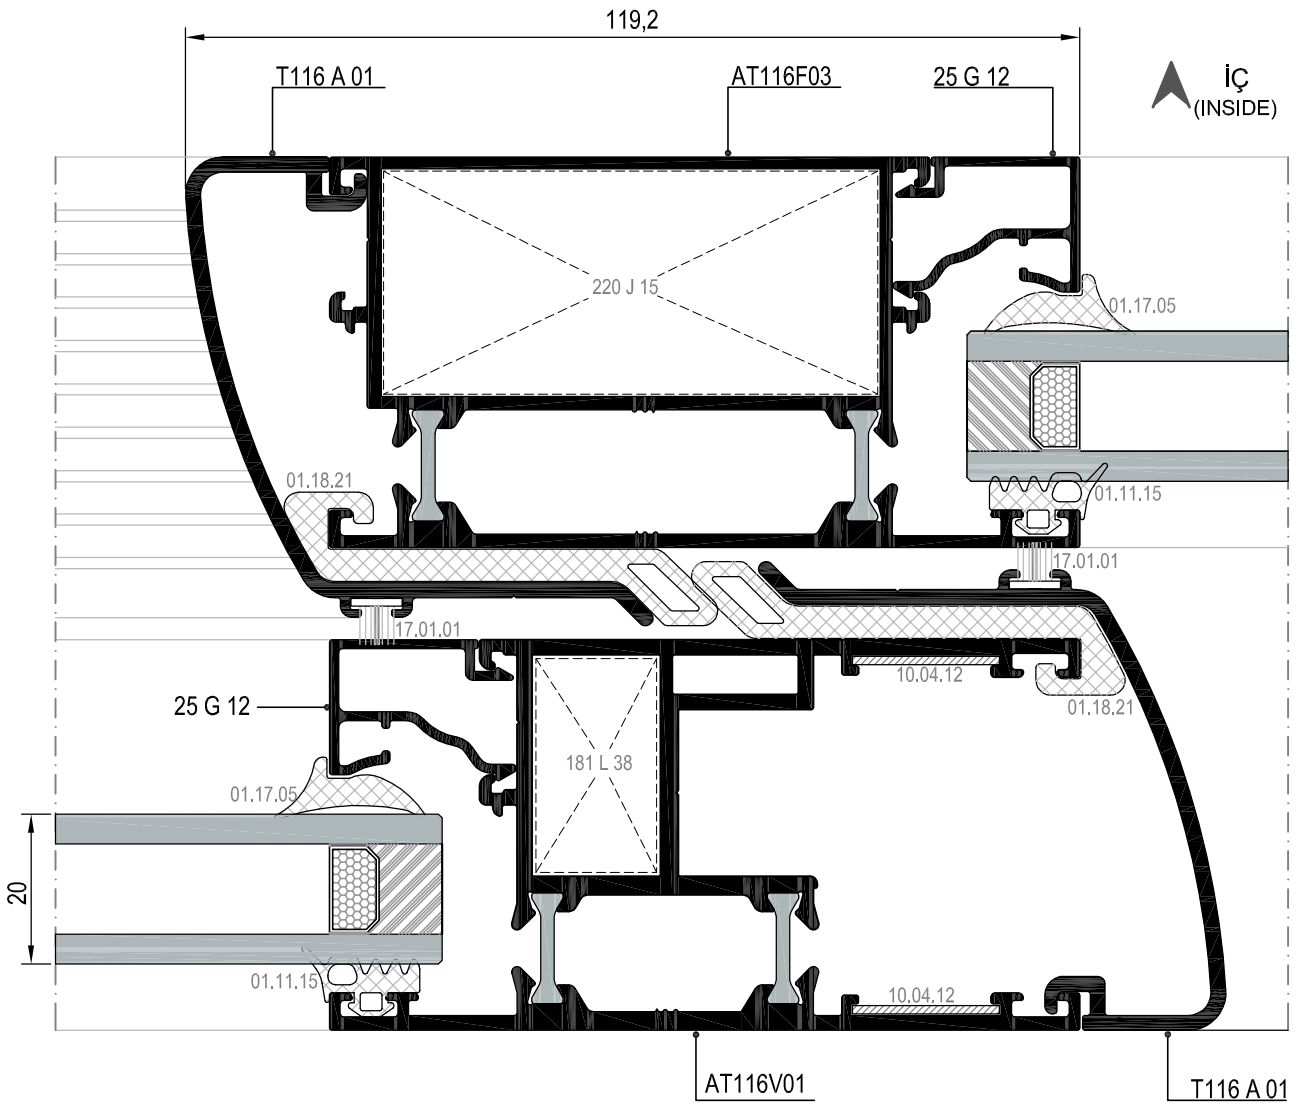 119,2
T116 A 01
AT116F03
25 G 12
İÇ
(INSIDE)
220 J 15
01.17.05
01.18.21
01.11.15
17.01.01
17.01.01
10.04.12
01.18.21
25 G 12
181 L 38
01.17.05
20
01.11.15
10.04.12
AT116V01
T116 A 01